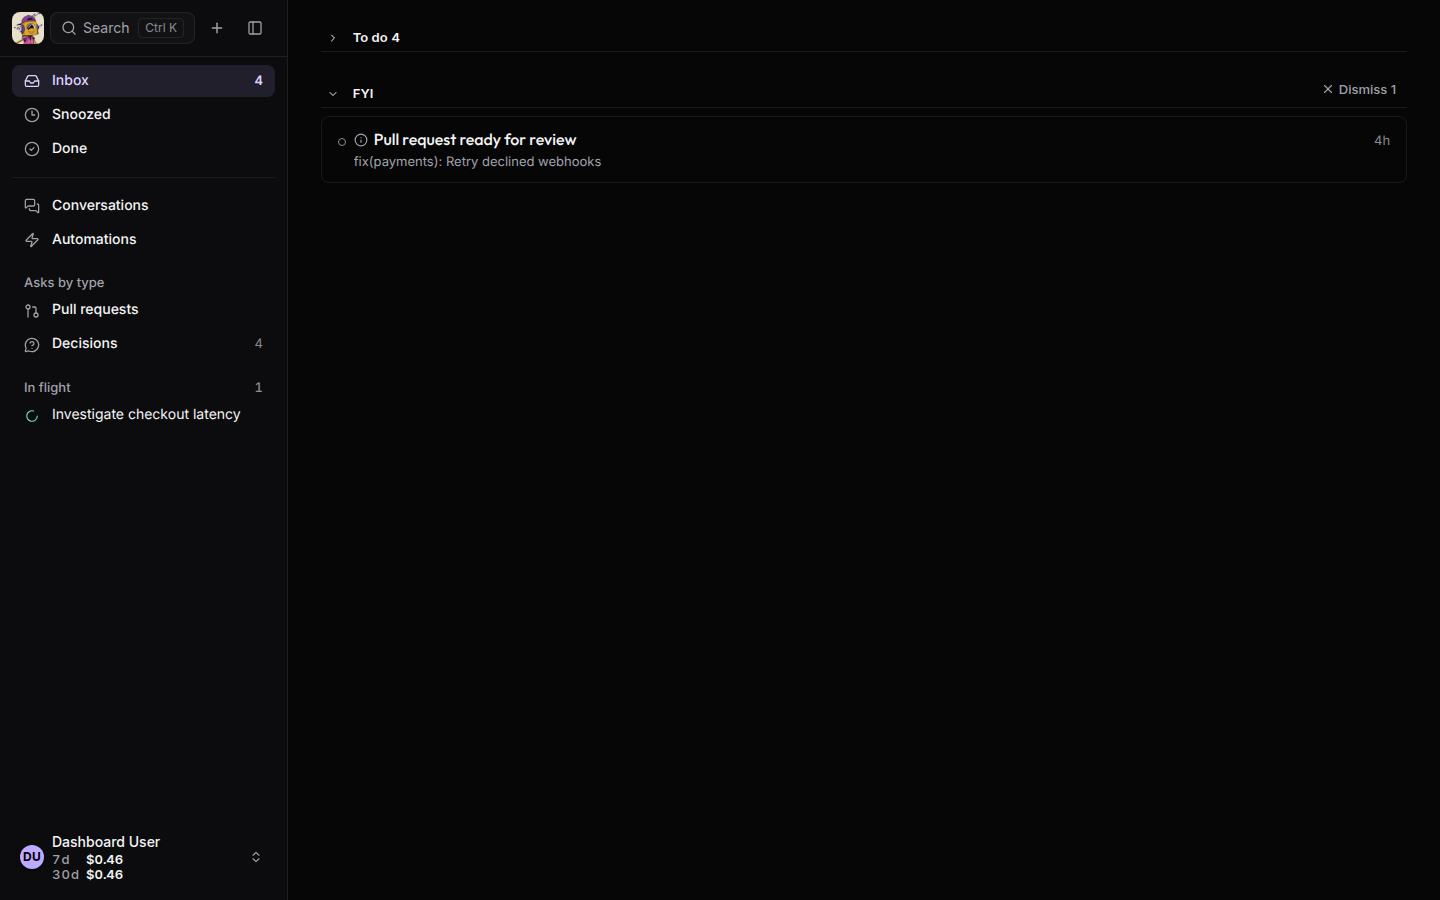 Search Ctrl K
Inbox 4
Snoozed
Done
Conversations
Automations
Asks by type
Pull requests
Decisions 4
In flight 1
Investigate checkout latency
DU Dashboard User
7d $0.46
30d $0.46
To do 4
FYI Dismiss 1
Pull request ready for review 4h
fix(payments): Retry declined webhooks